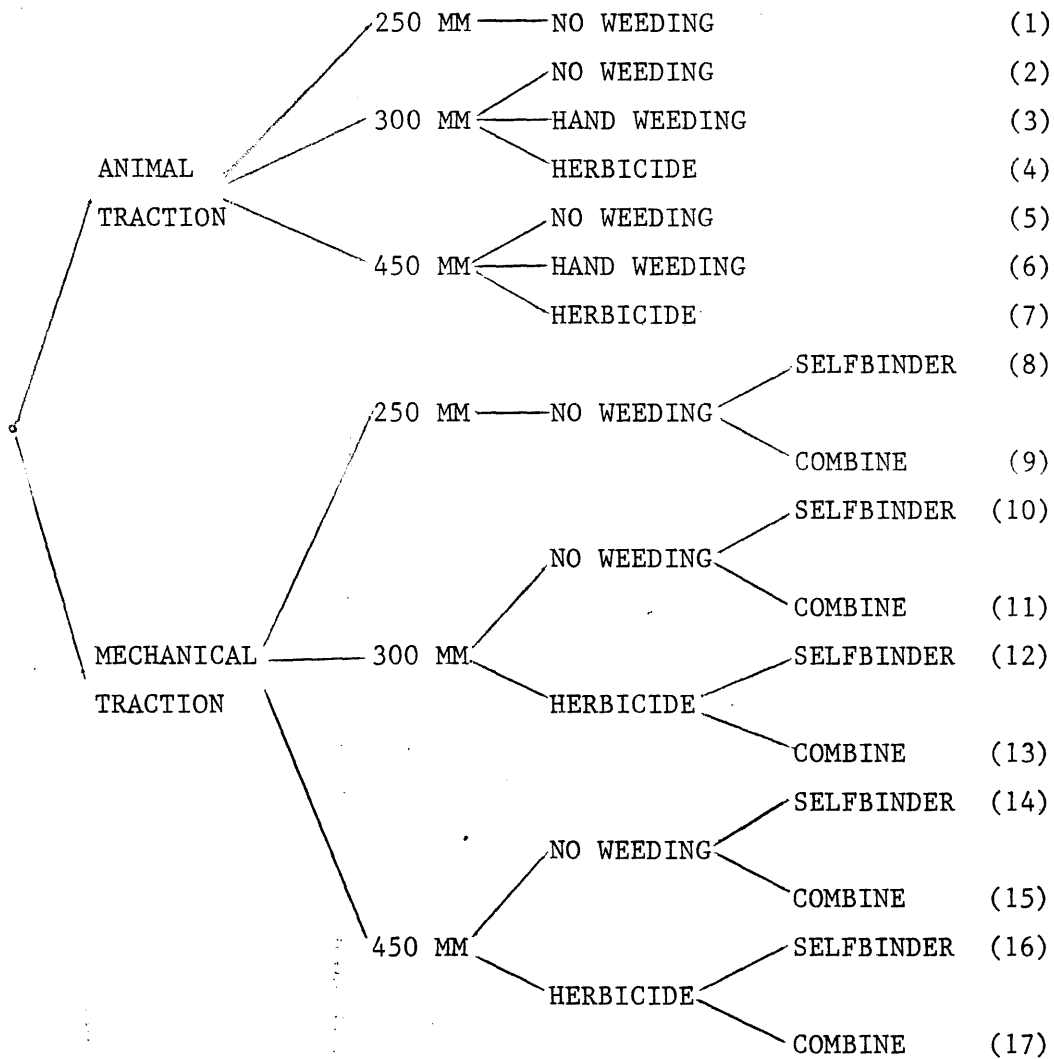 250 MM NO WEEDING (1)
NO WEEDING (2)
300 MM HAND WEEDING (3)
ANIMAL HERBICIDE (4)
TRACTION NO WEEDING (5)
450 MM HAND WEEDING (6)
HERBICIDE (7)
SELFBINDER (8)
250 MM NO WEEDING
COMBINE (9)
SELFBINDER (10)
NO WEEDING
COMBINE (11)
MECHANICAL 300 MM SELFBINDER (12)
TRACTION HERBICIDE
COMBINE (13)
SELFBINDER (14)
NO WEEDING
COMBINE (15)
450 MM SELFBINDER (16)
HERBICIDE
COMBINE (17)